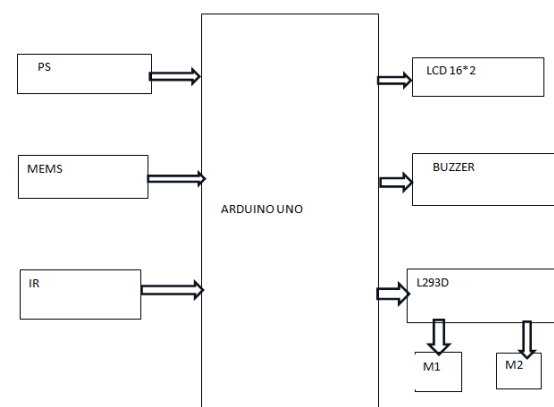 PS
LCD 16*2
MEMS
BUZZER
ARDUINO UNO
IR
L293D
M1
M2